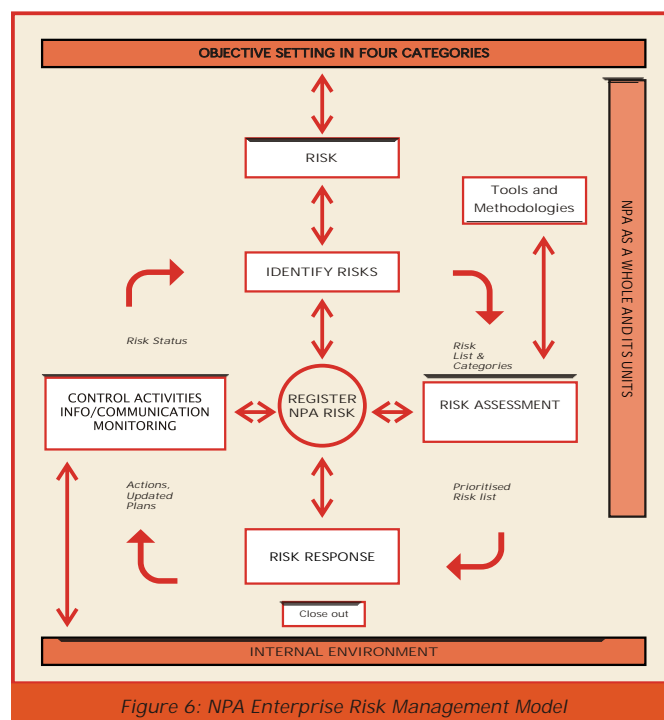 OBJECTIVE SETTING IN FOUR CATEGORIES
RISK
Tools and
Methodologies
NPA AS A WHOLE AND ITS UNITS
IDENTIFY RISKS
Risk Status
Risk
List &
Categories
CONTROL ACTIVITIES
INFO/COMMUNICATION
MONITORING
REGISTER
NPA RISK
RISK ASSESSMENT
Actions,
Updated
Plans
Prioritised
Risk list
RISK RESPONSE
Close out
INTERNAL ENVIRONMENT
Figure 6: NPA Enterprise Risk Management Model